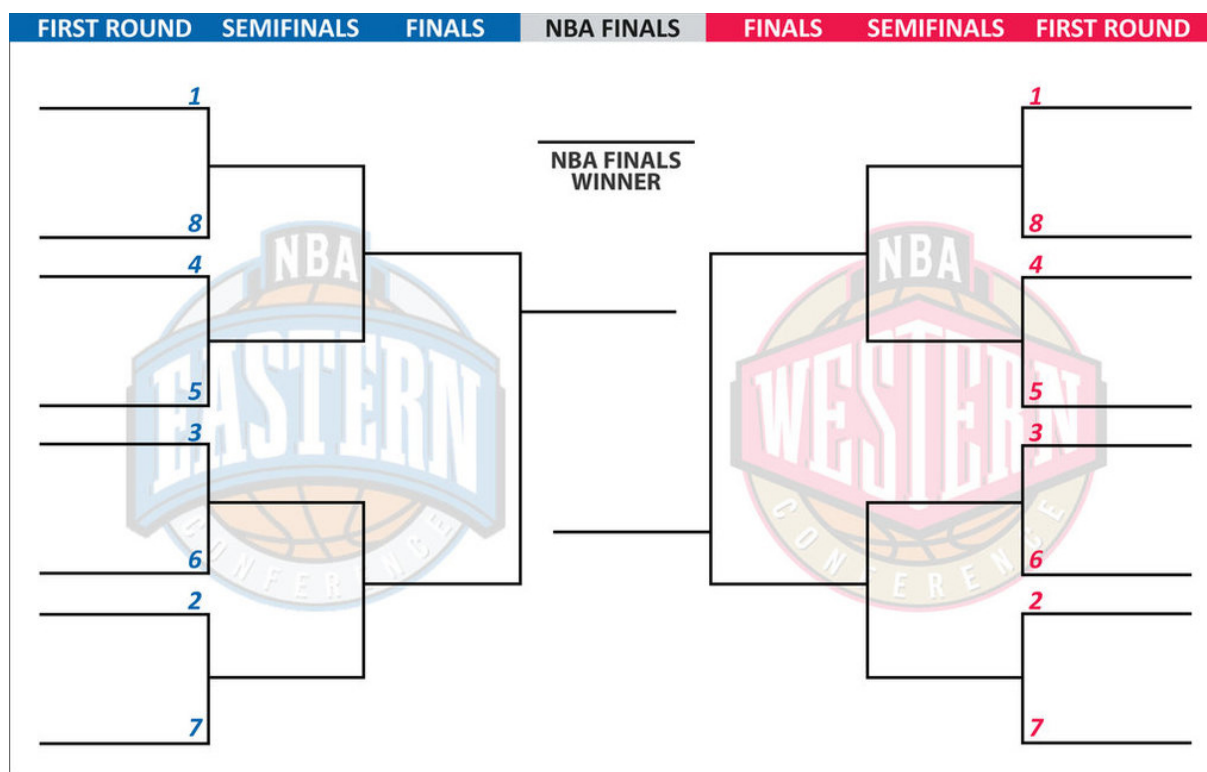 FIRST ROUND SEMIFINALS FINALS NBA FINALS FINALS SEMIFINALS FIRST ROUND
1 1
NBA FINALS
WINNER
8 8
NBA NBA
4 4
EASTERN WESTERN
5 5
3 3
CONFERENCE CONFERENCE
6 6
2 2
7 7